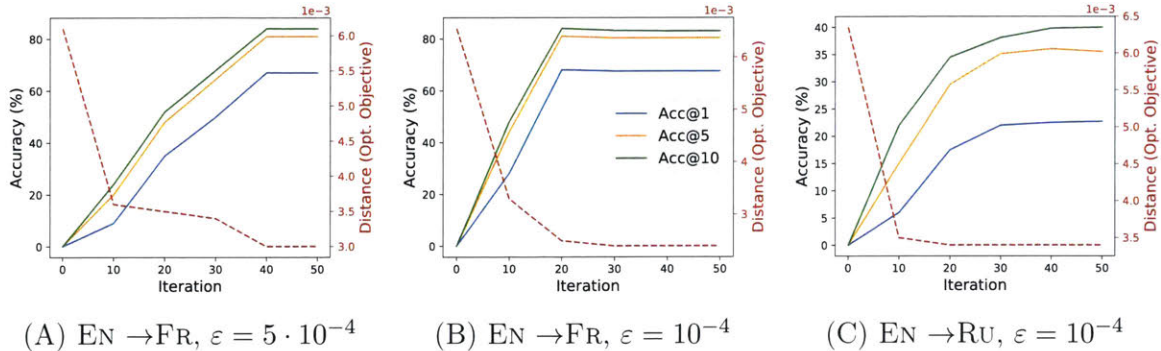 1e−3
Accuracy (%)
80
60
40
20
0
6.0
5.5
5.0
4.5
4.0
3.5
3.0
Distance (Opt. Objective)
0 10 20 30 40 50
Iteration
(A) EN →FR, ε = 5 · 10−4
1e−3
Accuracy (%)
80
60
40
20
0
Acc@1
Acc@5
Acc@10
6
5
4
3
Distance (Opt. Objective)
0 10 20 30 40 50
Iteration
(B) EN →FR, ε = 10−4
1e−3
Accuracy (%)
40
35
30
25
20
15
10
5
0
6.5
6.0
5.5
5.0
4.5
4.0
3.5
Distance (Opt. Objective)
0 10 20 30 40 50
Iteration
(C) EN →RU, ε = 10−4